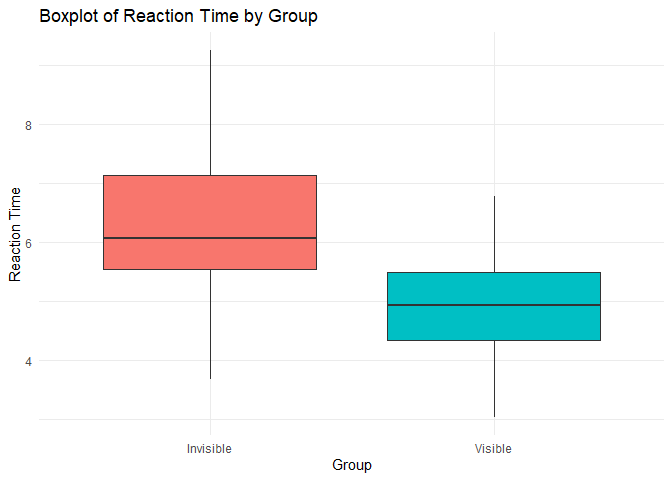 Boxplot of Reaction Time by Group
Reaction Time
8
6
4
Invisible
Visible
Group